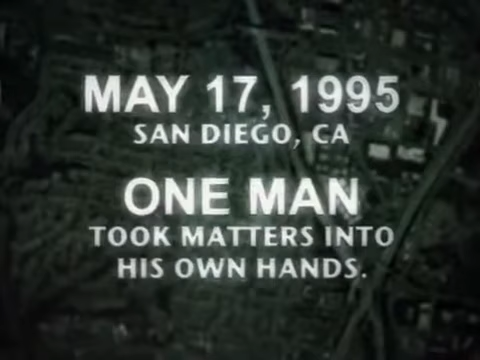 MAY 17, 1995
SAN DIEGO, CA
ONE MAN
TOOK MATTERS INTO
HIS OWN HANDS.